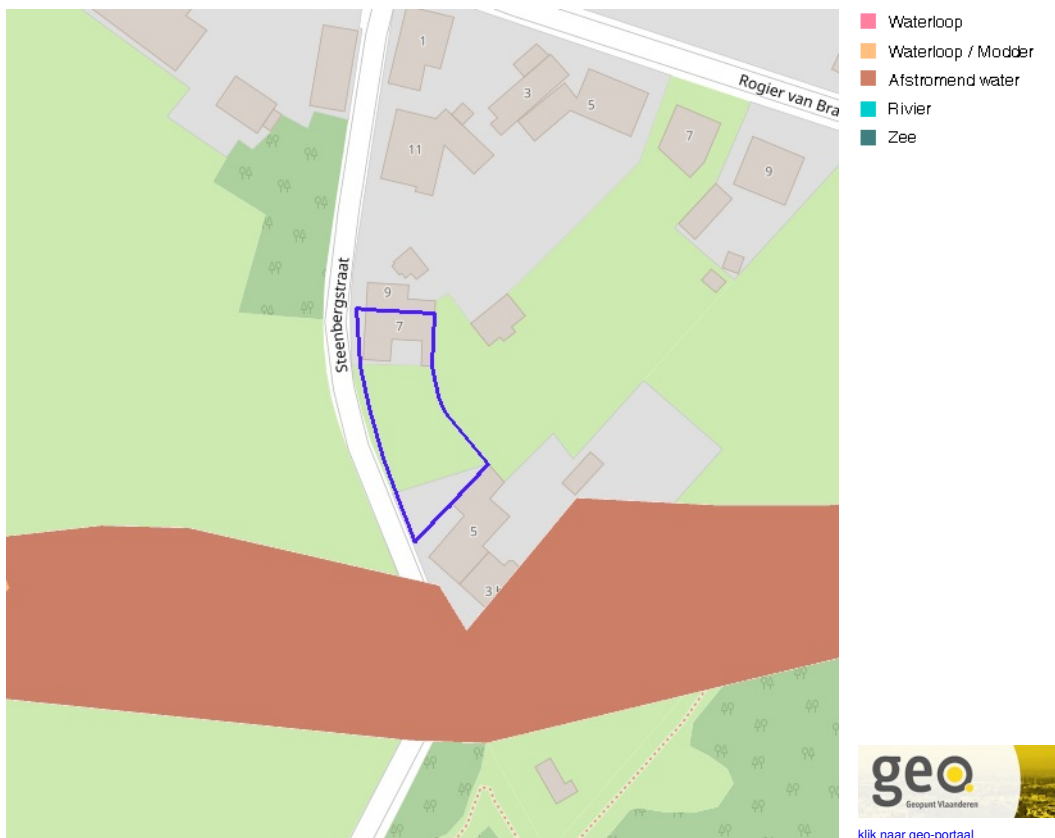 1
3
5
Rogier van Bra
7
9
11
9
7
Steenbergstraat
5
3
Waterloop
Waterloop / Modder
Afstromend water
Rivier
Zee
geo.
Geopunt Vlaanderen
klik naar geo-portaal